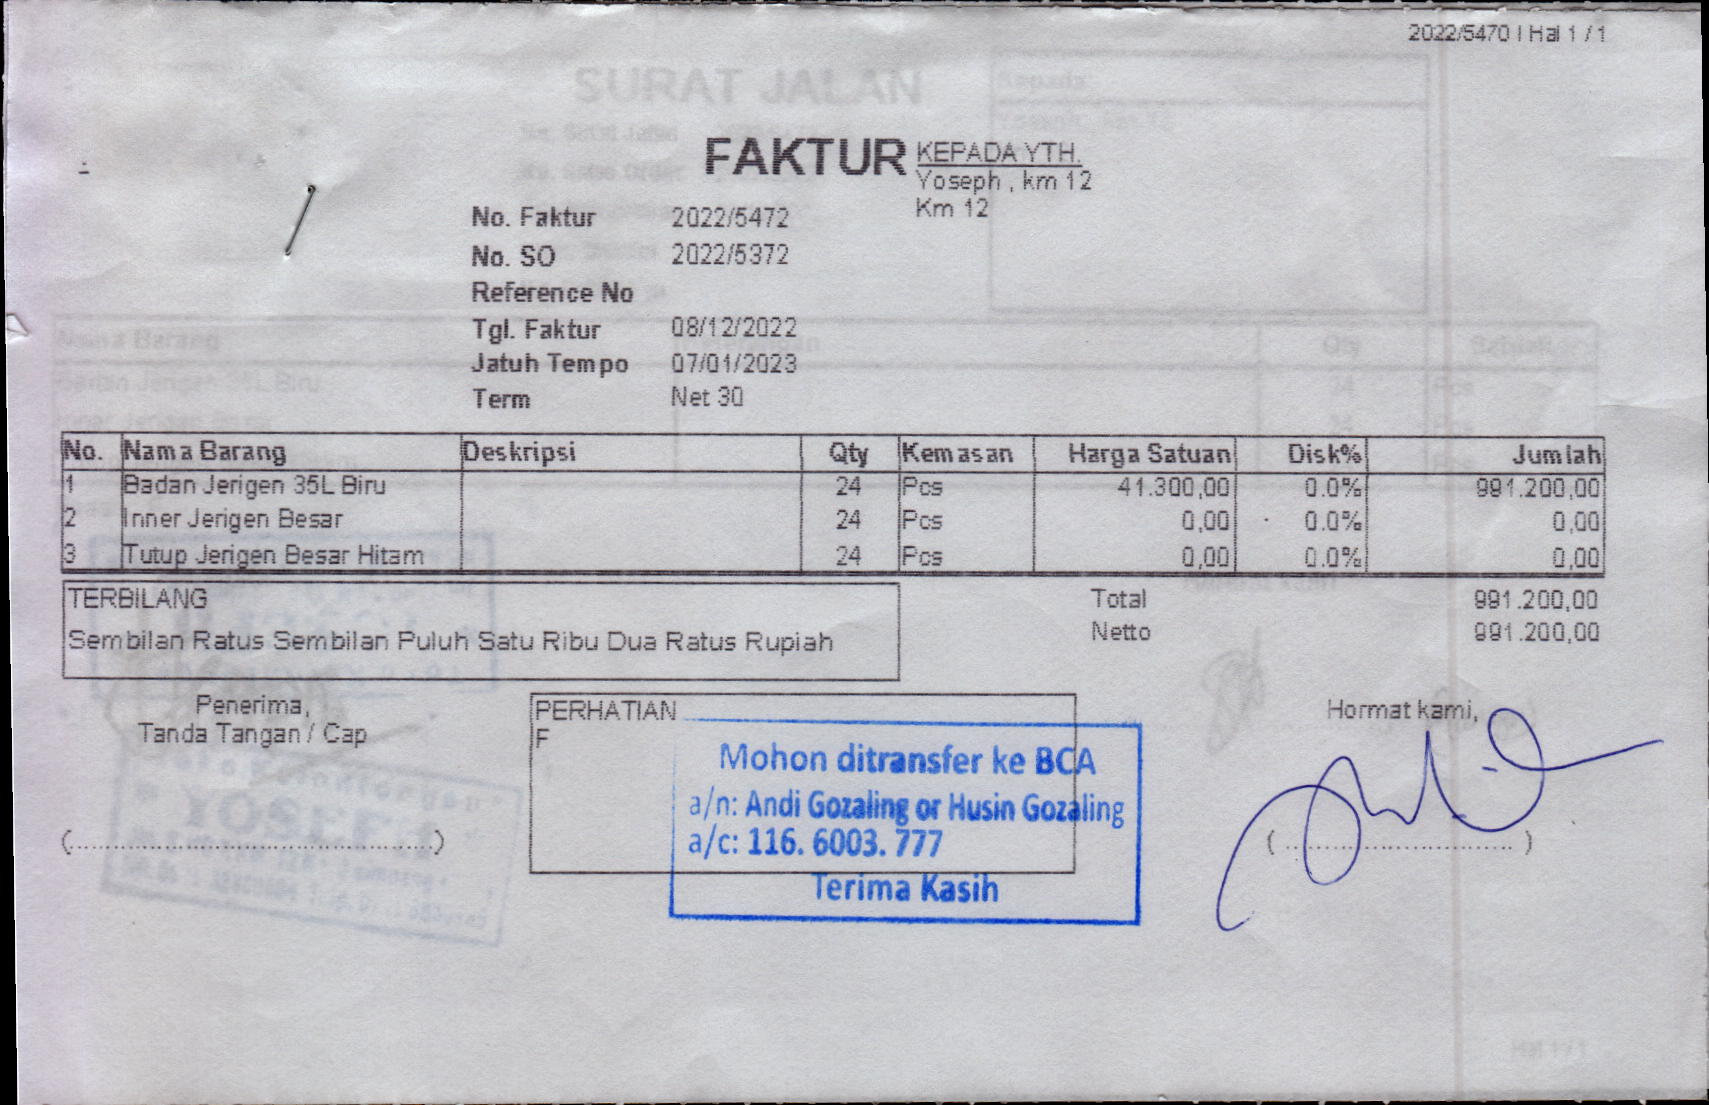 2022/5470 | Hal 1 / 1
SURAT JALAN
FAKTUR
KEPADA YTH.
Yoseph , km 12
Km 12
No. Faktur 2022/5472
No. SO 2022/5372
Reference No
Tgl. Faktur 08/12/2022
Jatuh Tempo 07/01/2023
Term Net 30
No. Nama Barang Deskripsi Qty Kemasan Harga Satuan Disk% Jumlah
1 Badan Jerigen 35L Biru 24 Pcs 41.300,00 0.0% 991.200,00
2 Inner Jerigen Besar 24 Pcs 0,00 0.0% 0,00
3 Tutup Jerigen Besar Hitam 24 Pcs 0,00 0.0% 0,00
TERBILANG
Sembilan Ratus Sembilan Puluh Satu Ribu Dua Ratus Rupiah
Total 991.200,00
Netto 991.200,00
Penerima,
Tanda Tangan / Cap
(......................................................)
PERHATIAN
F
Mohon ditransfer ke BCA
a/n: Andi Gozaling or Husin Gozaling
a/c: 116. 6003. 777
Terima Kasih
Hormat kami,
( .................................. )